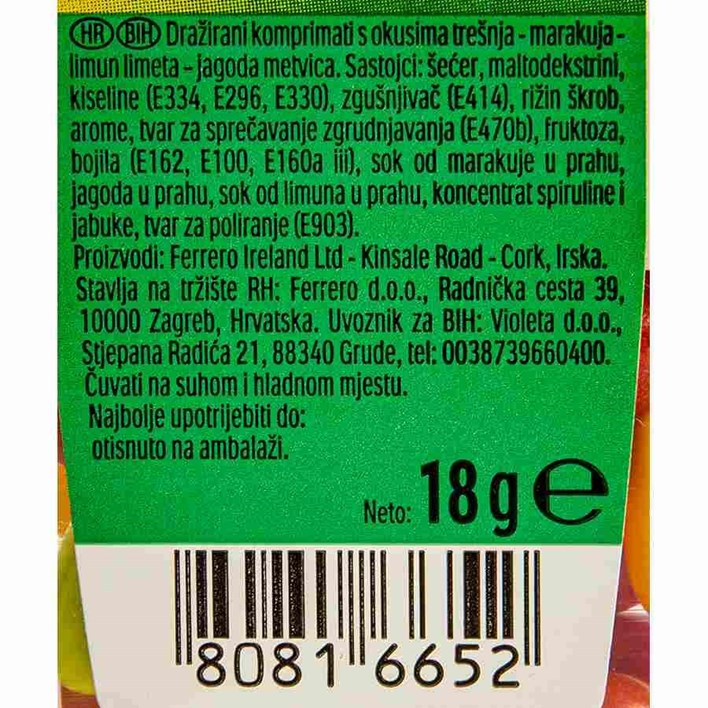 HR BIH Dražirani komprimati s okusima trešnja - marakuja -
limun limeta - jagoda metvica. Sastojci: šećer, maltodekstrini,
kiseline (E334, E296, E330), zgušnjivač (E414), rižin škrob,
arome, tvar za sprečavanje zgrudnjavanja (E470b), fruktoza,
bojila (E162, E100, E160a iii), sok od marakuje u prahu,
jagoda u prahu, sok od limuna u prahu, koncentrat spiruline i
jabuke, tvar za poliranje (E903).
Proizvodi: Ferrero Ireland Ltd - Kinsale Road - Cork, Irska.
Stavlja na tržište RH: Ferrero d.o.o., Radnička cesta 39,
10000 Zagreb, Hrvatska. Uvoznik za BIH: Violeta d.o.o.,
Stjepana Radića 21, 88340 Grude, tel: 0038739660400.
Čuvati na suhom i hladnom mjestu.
Najbolje upotrijebiti do:
otisnuto na ambalaži.
Neto: 18 g e
8081 6652